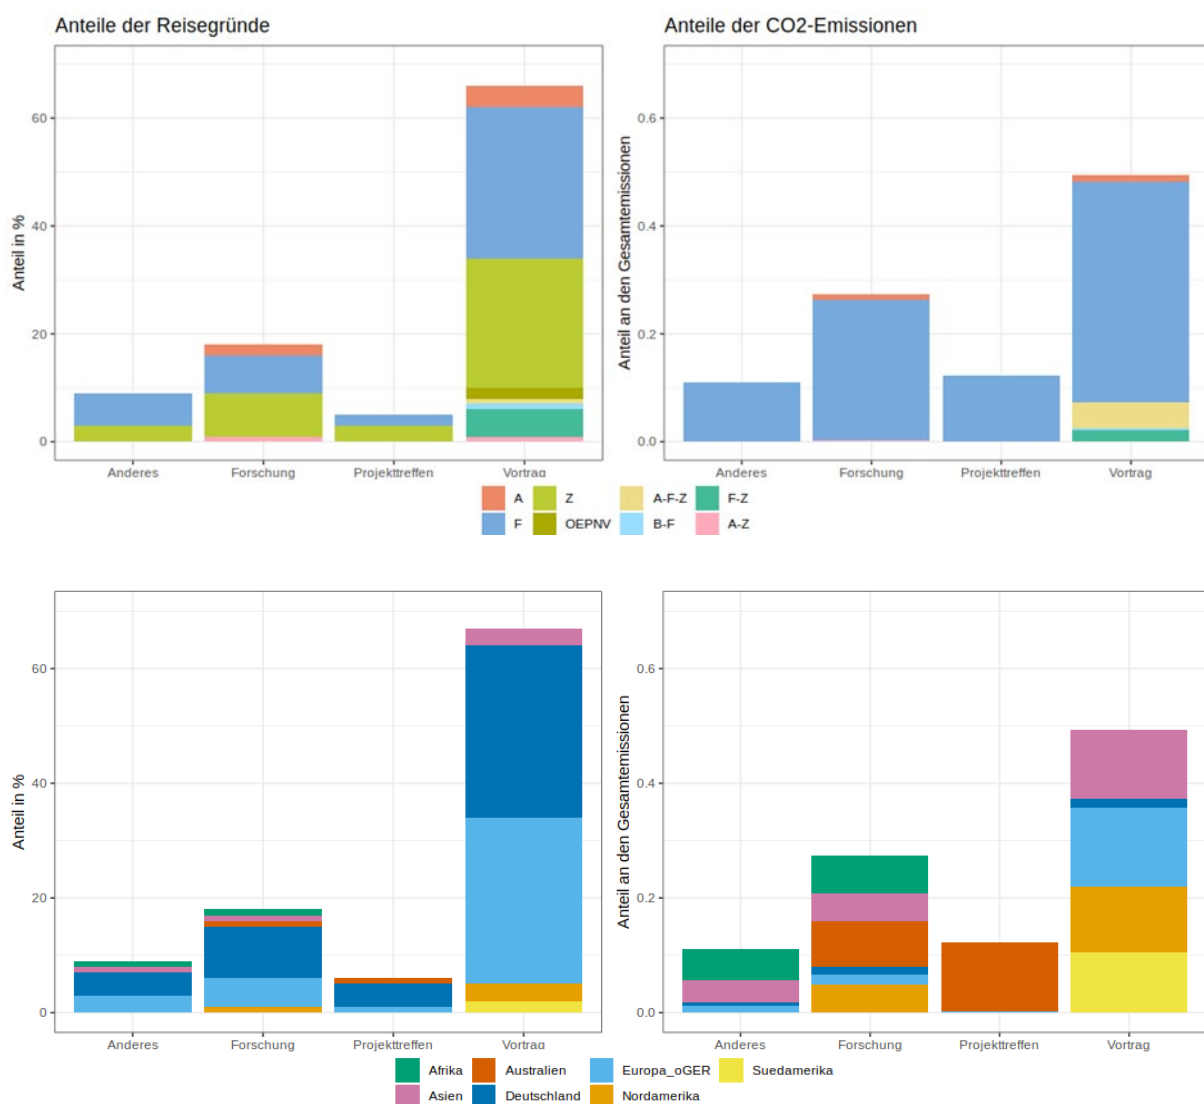 Anteile der Reisegründe
Anteile der CO2-Emissionen
Anteil in %
60
40
20
0
Anderes Forschung Projekttreffen Vortrag
Anteil an den Gesamtemissionen
0.6
0.4
0.2
0.0
Anderes Forschung Projekttreffen Vortrag
A Z A-F-Z F-Z
F OEPNV B-F A-Z
Anteil in %
60
40
20
0
Anderes Forschung Projekttreffen Vortrag
Anteil an den Gesamtemissionen
0.6
0.4
0.2
0.0
Anderes Forschung Projekttreffen Vortrag
Afrika Australien Europa_oGER Suedamerika
Asien Deutschland Nordamerika